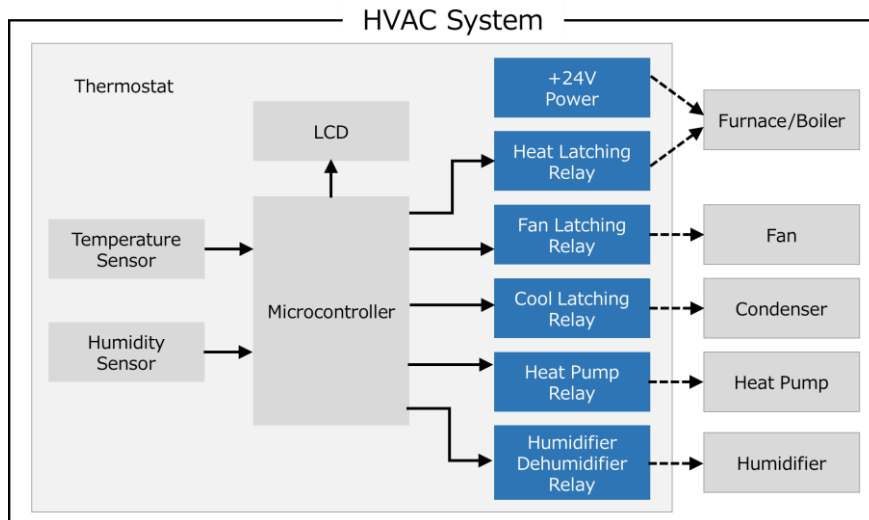 HVAC System
Thermostat
LCD
Temperature
Sensor
Humidity
Sensor
Microcontroller
+24V
Power
Heat Latching
Relay
Fan Latching
Relay
Cool Latching
Relay
Heat Pump
Relay
Humidifier
Dehumidifier
Relay
Furnace/Boiler
Fan
Condenser
Heat Pump
Humidifier